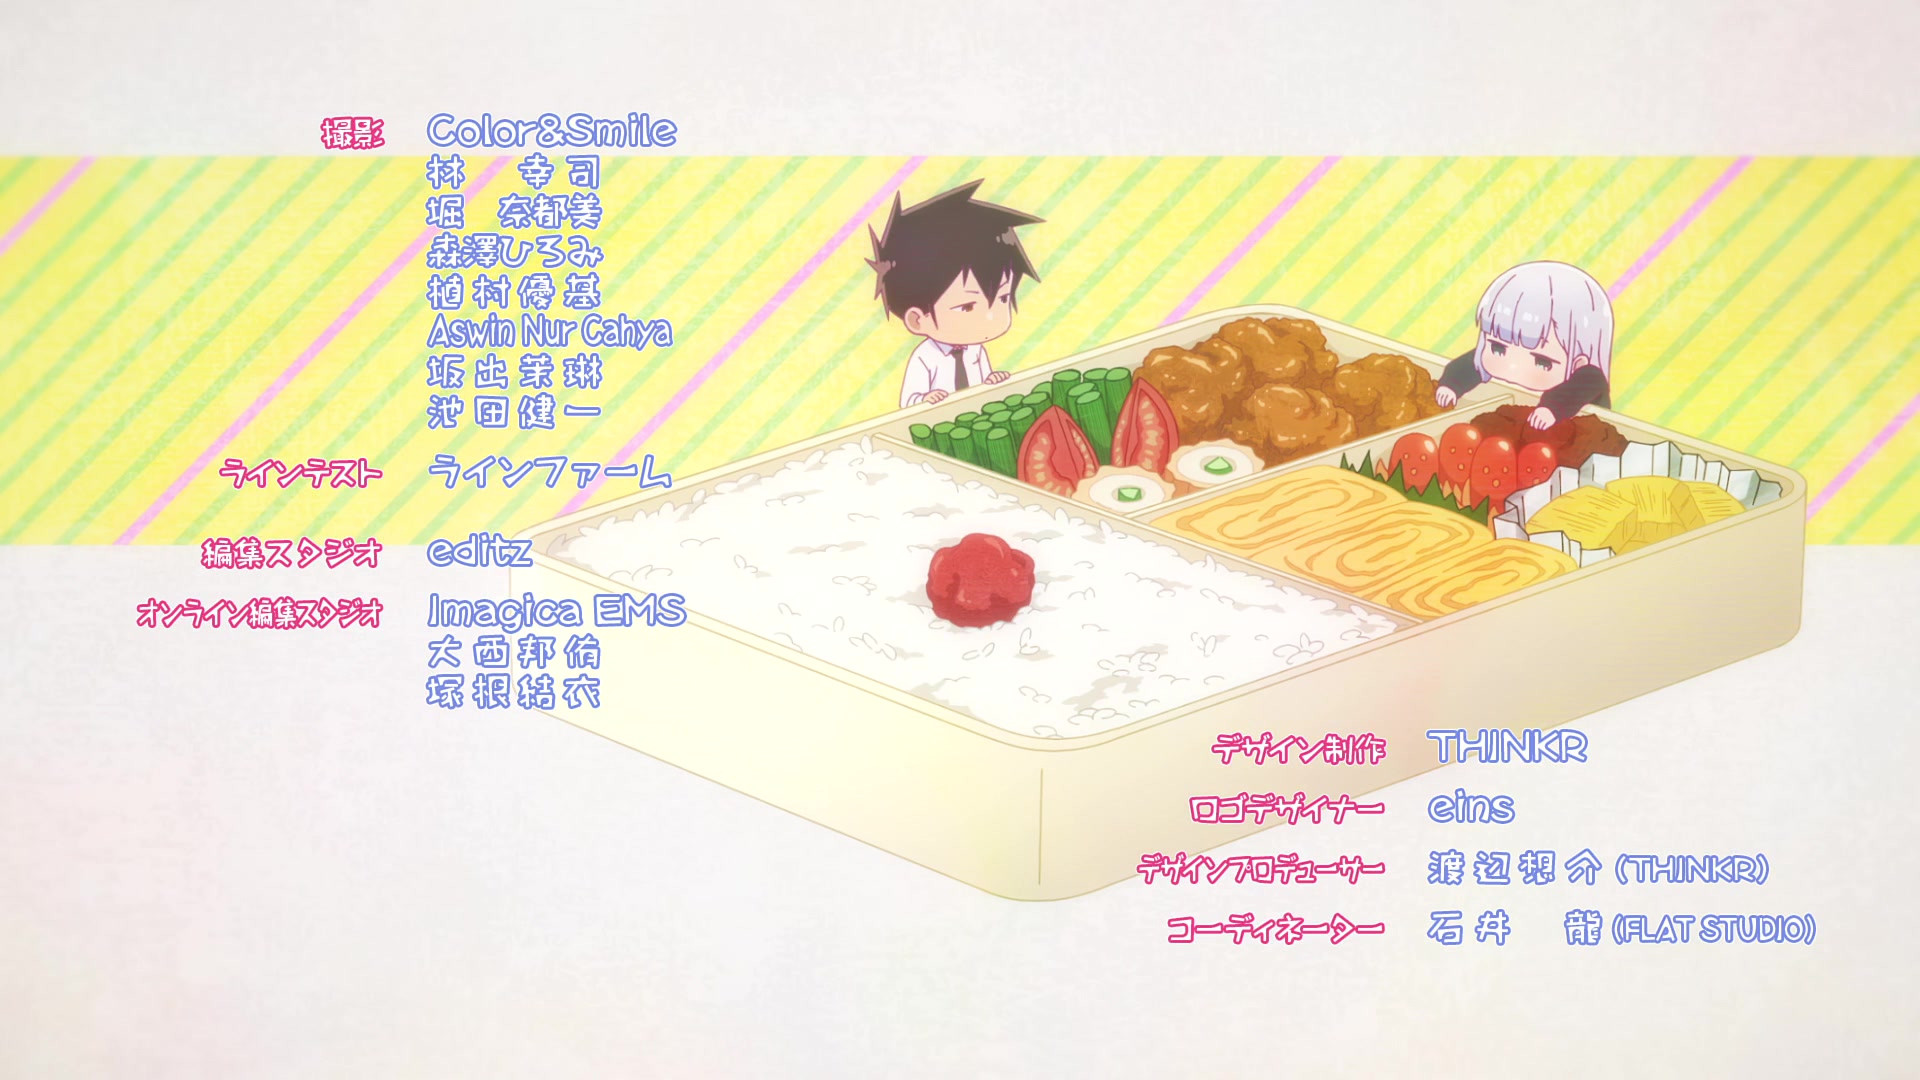 撮影 Color&Smile
林 幸司
堀 奈都美
森澤ひろみ
植村優基
Aswin Nur Cahya
坂出茉琳
池田健一
ラインテスト ラインファーム
編集スタジオ editz
オンライン編集スタジオ Imagica EMS
大西邦侑
塚根結衣
デザイン制作 THINKR
ロゴデザイナー eins
デザインプロデューサー 渡辺想介 (THINKR)
コーディネーター 石井 龍 (FLAT STUDIO)